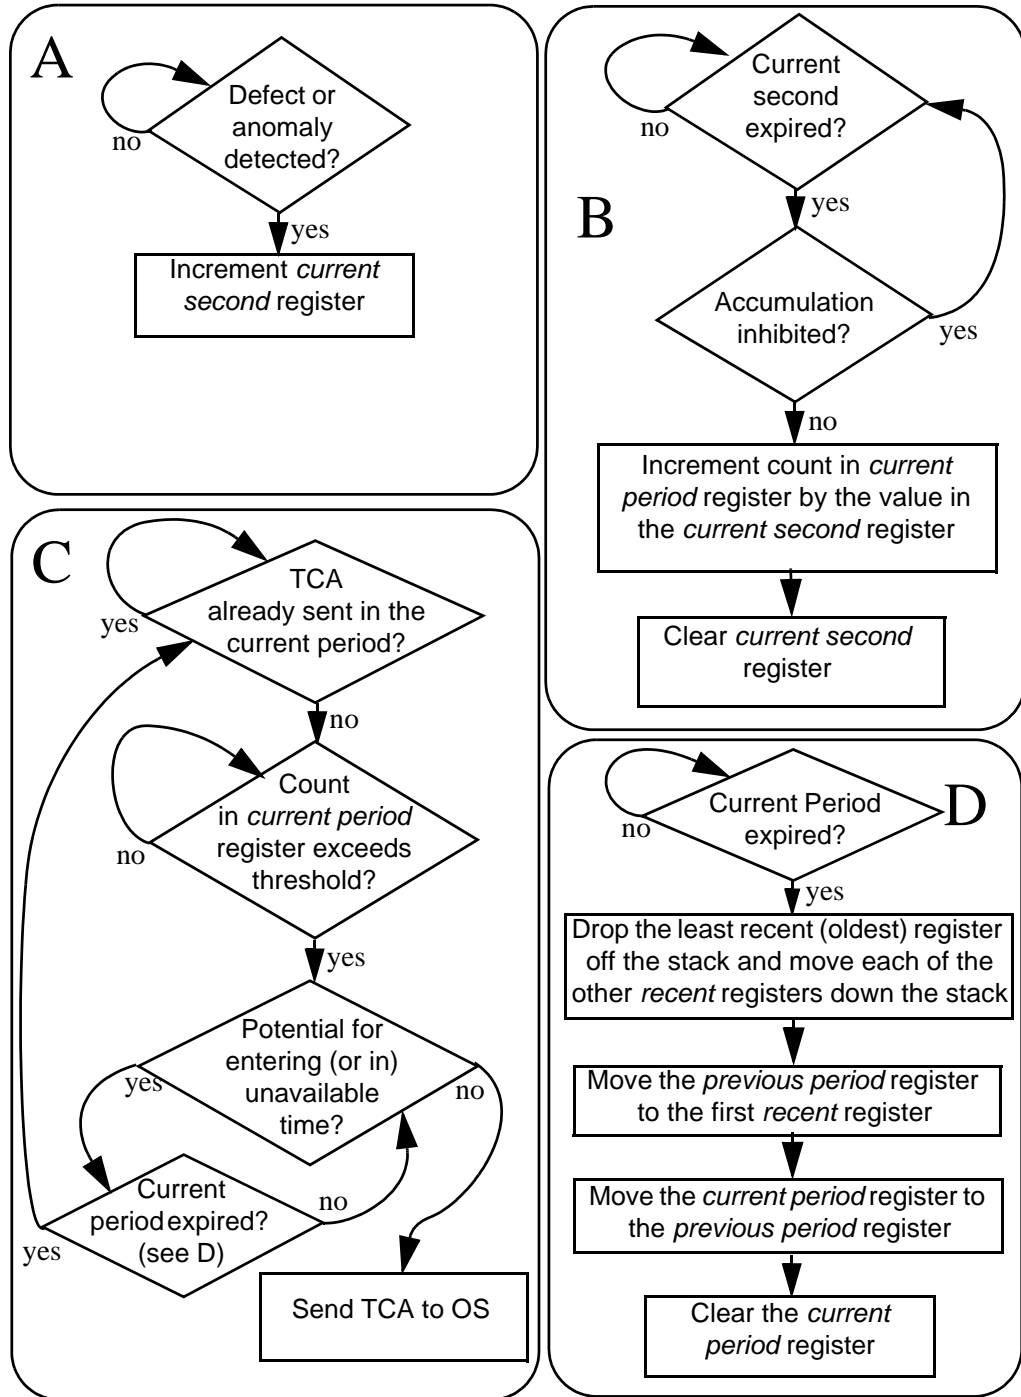 A
Defect or
anomaly
detected?
no
yes
Increment current
second register
B
Current
second
expired?
no
yes
Accumulation
inhibited?
yes
no
Increment count in current
period register by the value in
the current second register
Clear current second
register
C
TCA
already sent in the
current period?
yes
no
Count
in current period
register exceeds
threshold?
no
yes
Potential for
entering (or in)
unavailable
time?
yes
no
Current
period expired?
(see D)
no
yes
Send TCA to OS
D
Current Period
expired?
no
yes
Drop the least recent (oldest) register
off the stack and move each of the
other recent registers down the stack
Move the previous period register
to the first recent register
Move the current period register to
the previous period register
Clear the current
period register